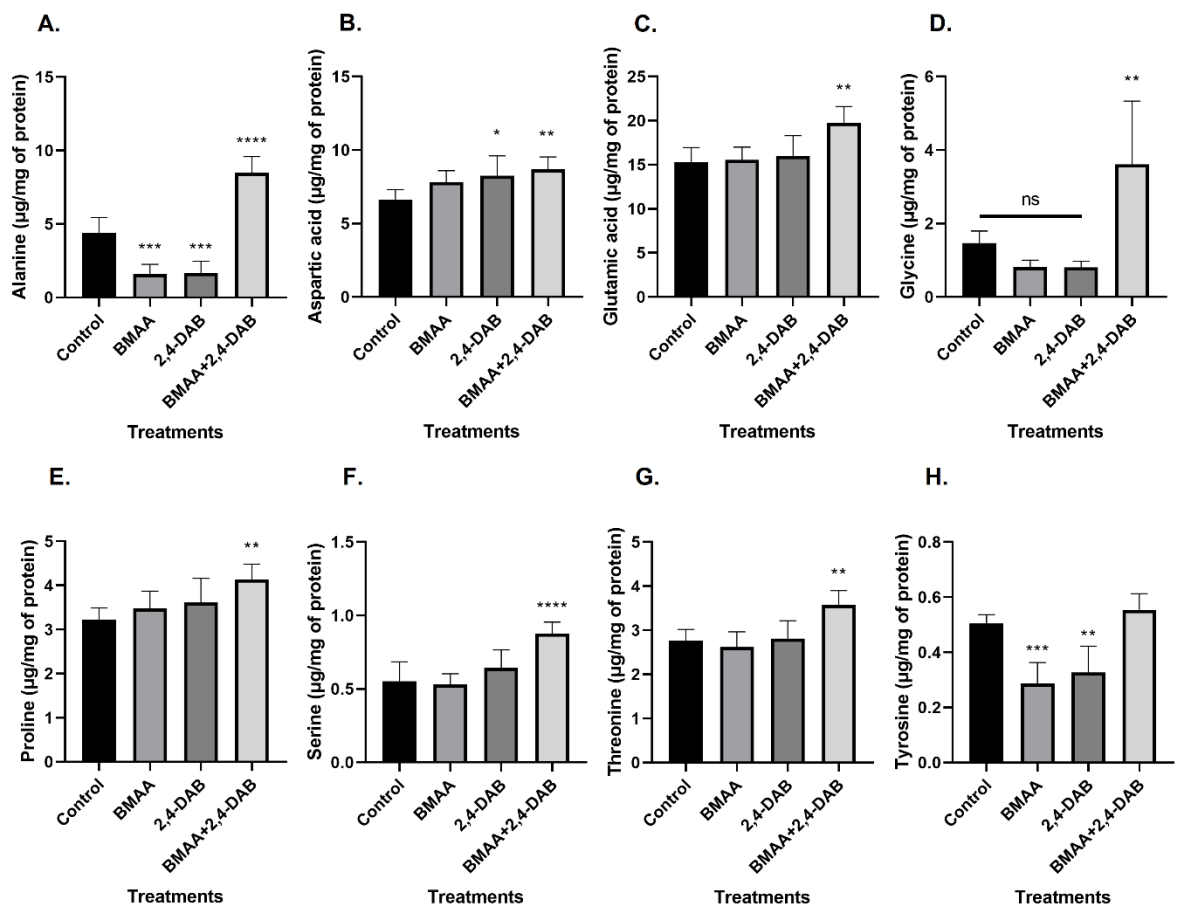 A.
Alanine (µg/mg of protein)
15
10
5
0
***
***
****
Control
BMAA
2,4-DAB
BMAA+2,4-DAB
Treatments
B.
Aspartic acid (µg/mg of protein)
15
10
5
0
*
**
Control
BMAA
2,4-DAB
BMAA+2,4-DAB
Treatments
C.
Glutamic acid (µg/mg of protein)
25
20
15
10
5
0
**
Control
BMAA
2,4-DAB
BMAA+2,4-DAB
Treatments
D.
Glycine (µg/mg of protein)
6
4
2
0
ns
**
Control
BMAA
2,4-DAB
BMAA+2,4-DAB
Treatments
E.
Proline (µg/mg of protein)
5
4
3
2
1
0
**
Control
BMAA
2,4-DAB
BMAA+2,4-DAB
Treatments
F.
Serine (µg/mg of protein)
1.5
1.0
0.5
0.0
****
Control
BMAA
2,4-DAB
BMAA+2,4-DAB
Treatments
G.
Threonine (µg/mg of protein)
5
4
3
2
1
0
**
Control
BMAA
2,4-DAB
BMAA+2,4-DAB
Treatments
H.
Tyrosine (µg/mg of protein)
0.8
0.6
0.4
0.2
0.0
***
**
Control
BMAA
2,4-DAB
BMAA+2,4-DAB
Treatments